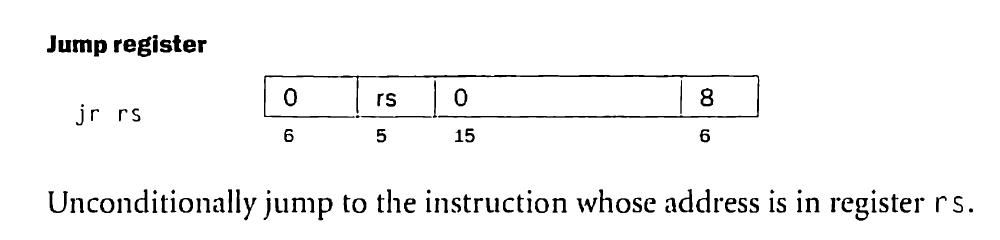 Jump register
jr rs
0 rs 0 8
6 5 15 6
Unconditionally jump to the instruction whose address is in register rs.